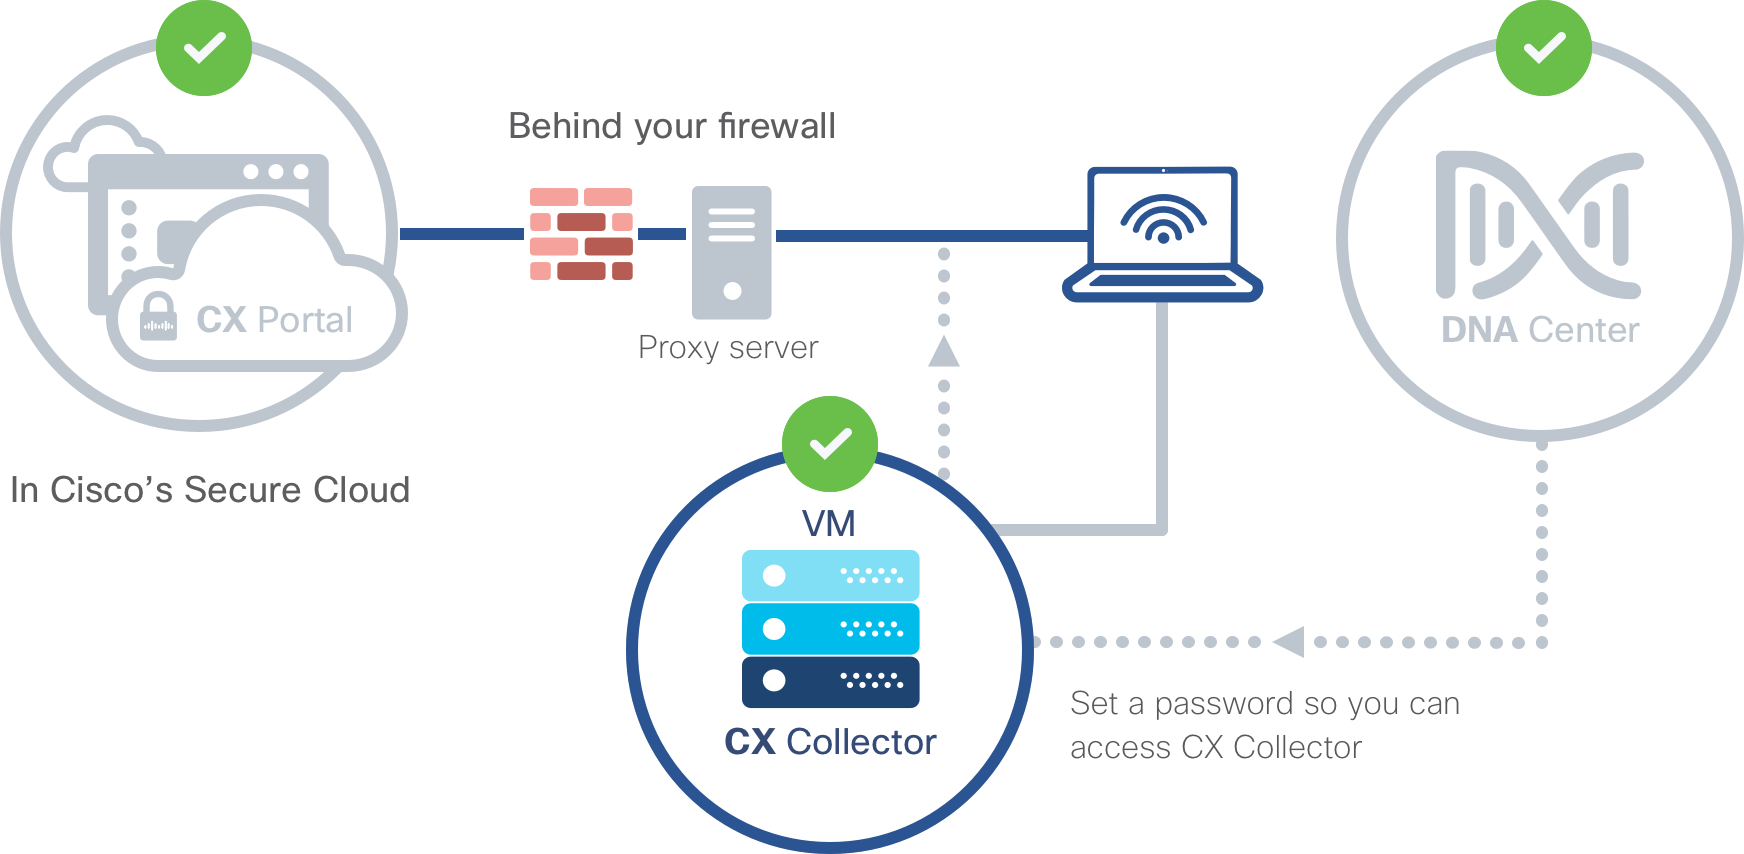 Behind your firewall
CX Portal
Proxy server
DNA Center
In Cisco’s Secure Cloud
VM
CX Collector
Set a password so you can
access CX Collector